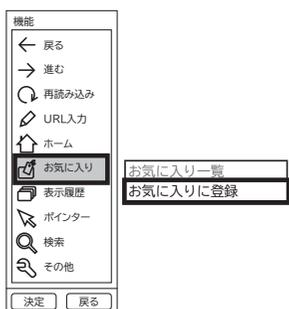 機能
戻る
進む
再読み込み
URL入力
ホーム
お気に入り
お気に入り一覧
お気に入りに登録
表示履歴
ポインター
検索
その他
決定 戻る